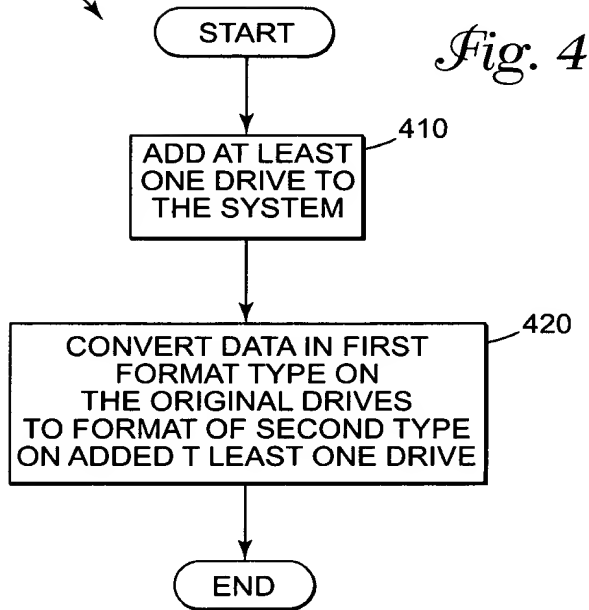 START
Fig. 4
410
ADD AT LEAST
ONE DRIVE TO
THE SYSTEM
420
CONVERT DATA IN FIRST
FORMAT TYPE ON
THE ORIGINAL DRIVES
TO FORMAT OF SECOND TYPE
ON ADDED T LEAST ONE DRIVE
END